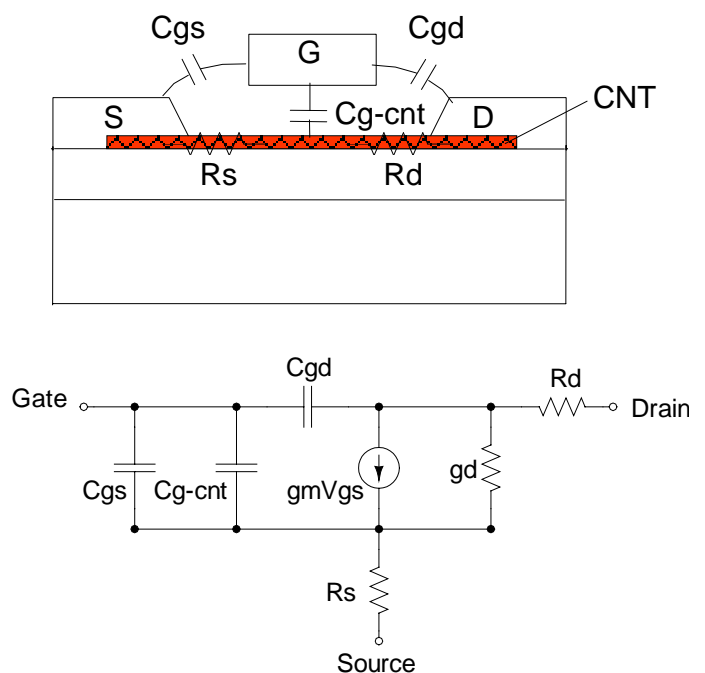 Cgs
G
Cgd
S
Cg-cnt
D
CNT
Rs
Rd
Cgd
Rd
Gate
Drain
Cgs
Cg-cnt
gmVgs
gd
Rs
Source